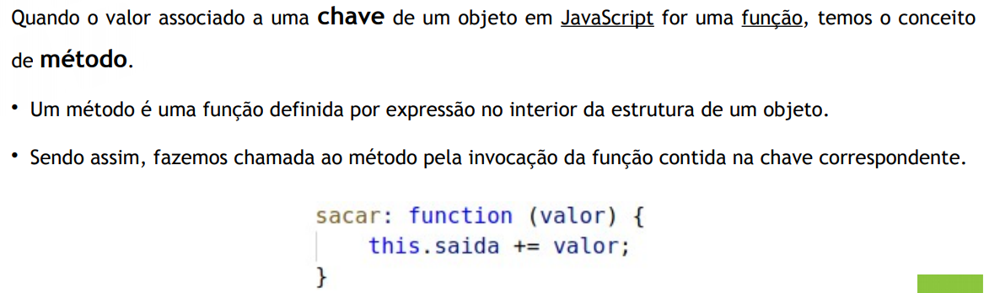 Quando o valor associado a uma chave de um objeto em JavaScript for uma função, temos o conceito
de método.
• Um método é uma função definida por expressão no interior da estrutura de um objeto.
• Sendo assim, fazemos chamada ao método pela invocação da função contida na chave correspondente.
sacar: function (valor) {
    this.saida += valor;
}